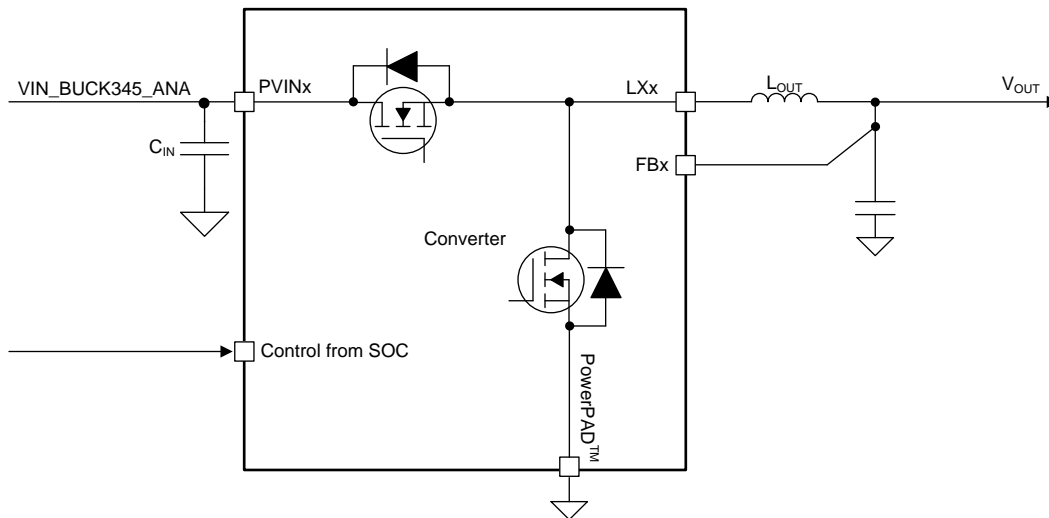 VIN_BUCK345_ANA
PVINx
LXx
LOUT
VOUT
CIN
FBx
Converter
Control from SOC
PowerPAD™